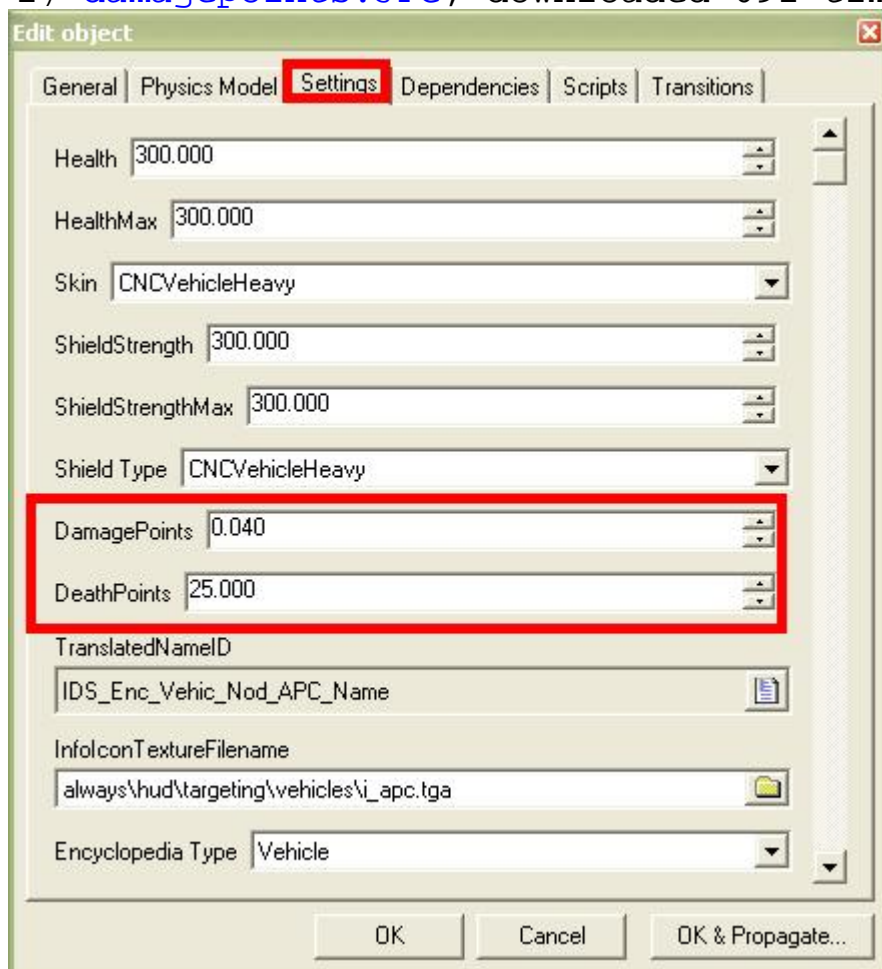 Edit object
General Physics Model Settings Dependencies Scripts Transitions
Health 300.000
HealthMax 300.000
Skin CNCVehicleHeavy
ShieldStrength 300.000
ShieldStrengthMax 300.000
Shield Type CNCVehicleHeavy
DamagePoints 0.040
DeathPoints 25.000
TranslatedNameID
IDS_Enc_Vehic_Nod_APC_Name
InfoIconTextureFilename
always\hud\targeting\vehicles\i_apc.tga
Encyclopedia Type Vehicle
OK Cancel OK & Propagate...